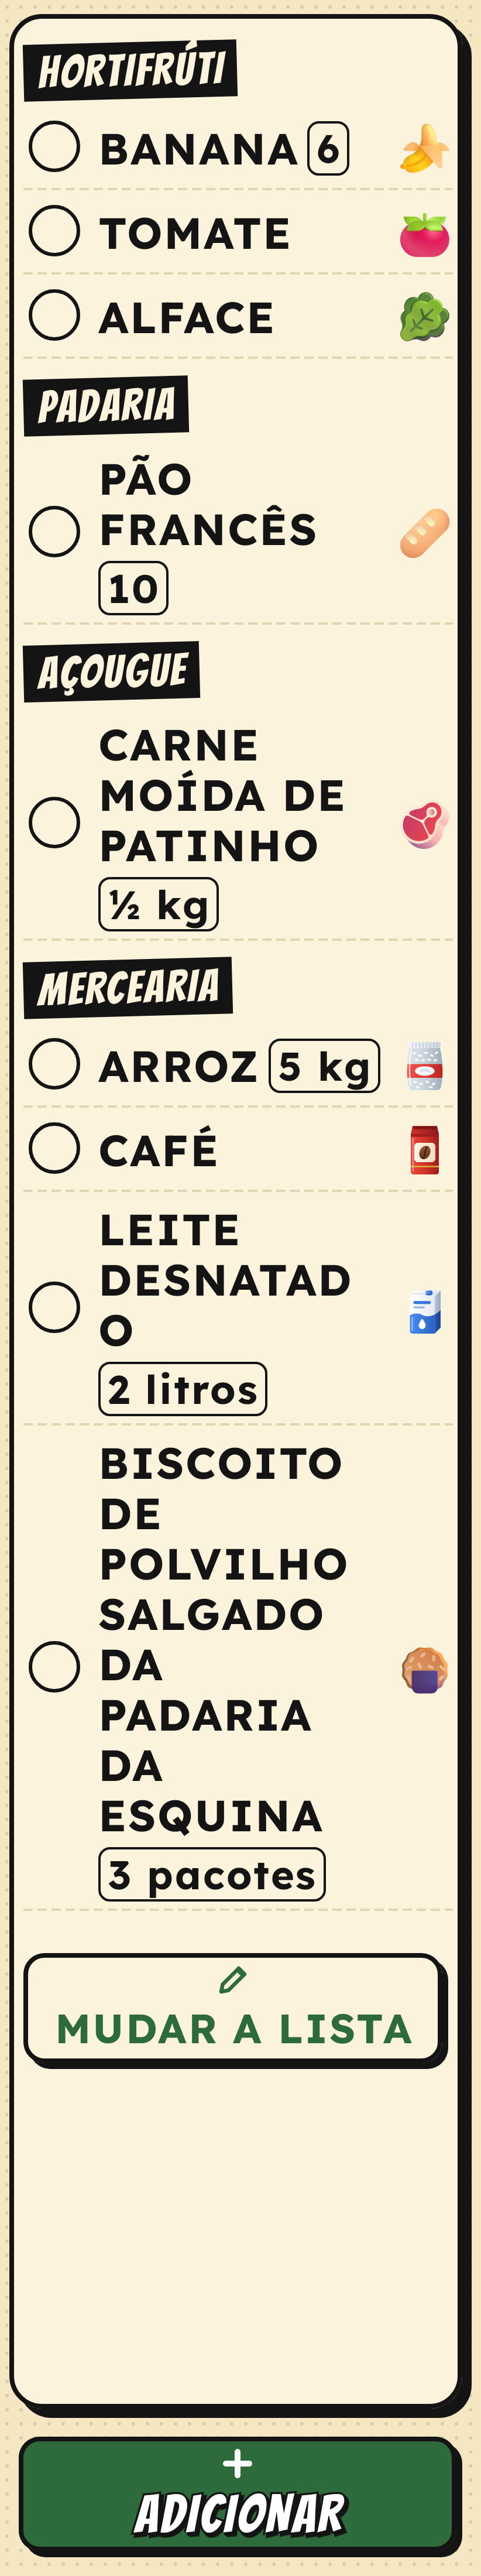 HORTIFRÚTI
BANANA 6
TOMATE
ALFACE
PADARIA
PÃO
FRANCÊS
10
AÇOUGUE
CARNE
MOÍDA DE
PATINHO
½ kg
MERCEARIA
ARROZ 5 kg
CAFÉ
LEITE
DESNATAD
O
2 litros
BISCOITO
DE
POLVILHO
SALGADO
DA
PADARIA
DA
ESQUINA
3 pacotes
MUDAR A LISTA
ADICIONAR